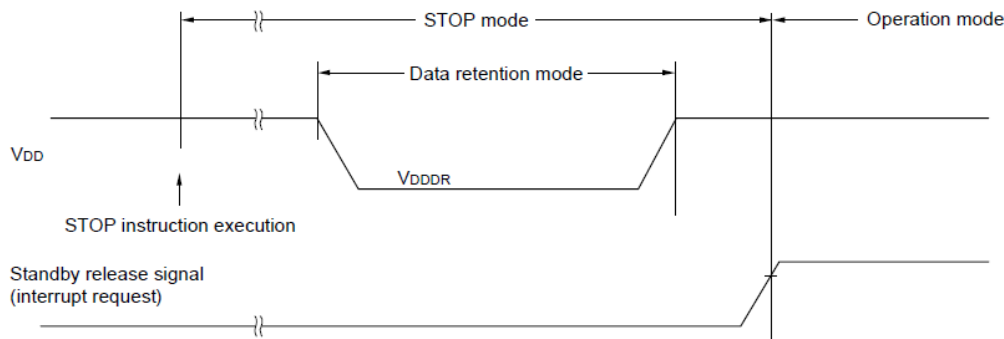 STOP mode
Operation mode
Data retention mode
VDD
VDDDR
STOP instruction execution
Standby release signal
(interrupt request)